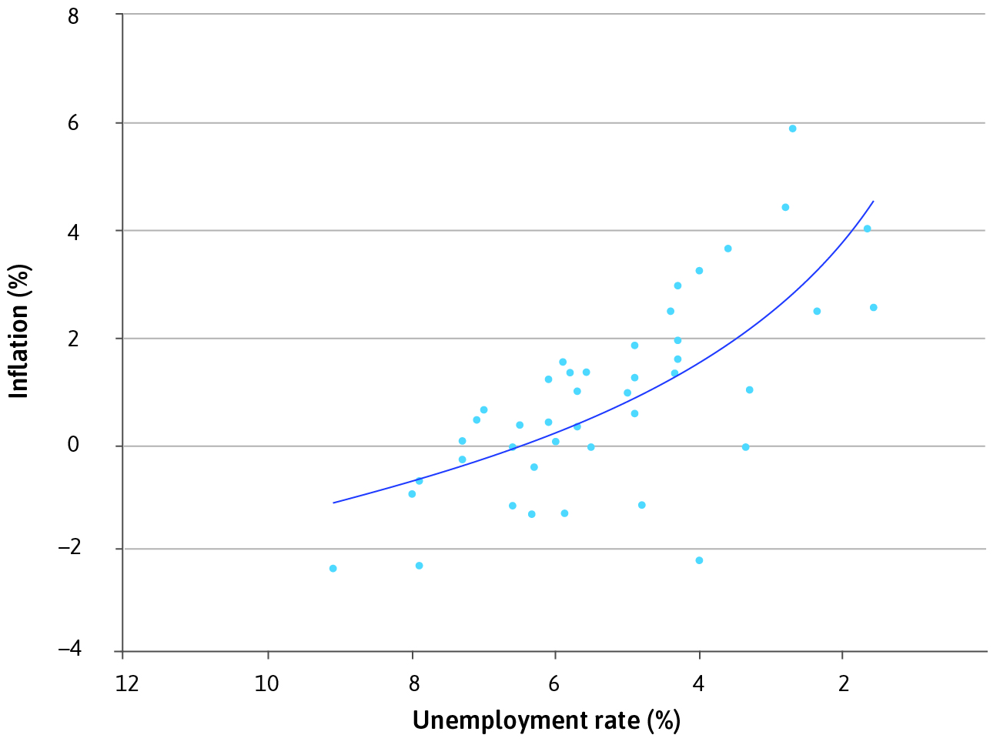 8
6
4
2
0
–2
–4
Inflation (%)
12 10 8 6 4 2
Unemployment rate (%)